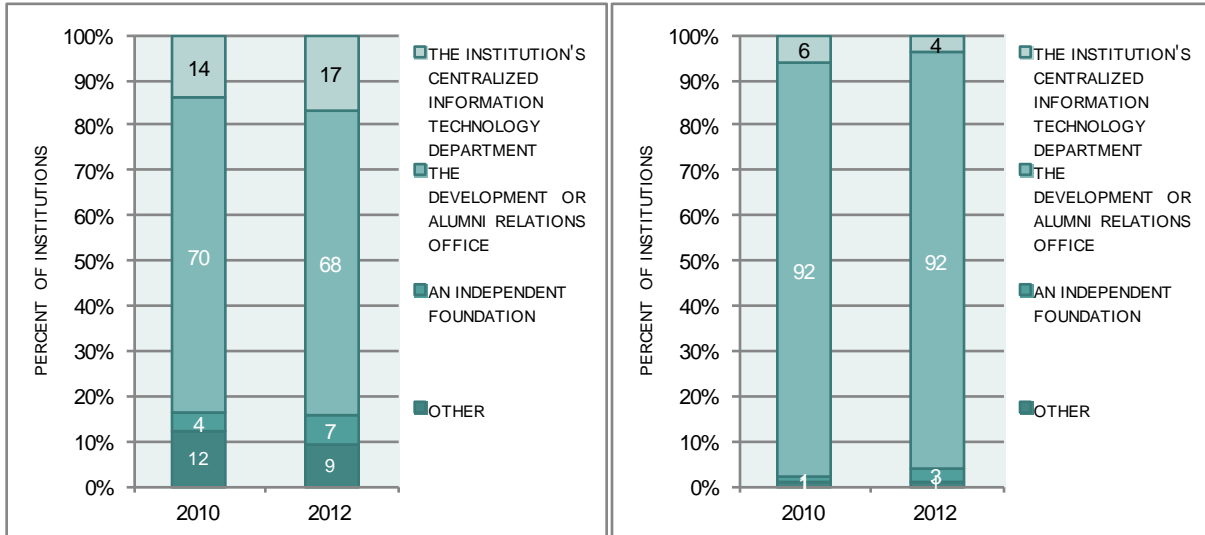 100%
90%
80%
70%
60%
50%
40%
30%
20%
10%
0%
PERCENT OF INSTITUTIONS
14
17
70
68
4
7
12
9
2010
2012
THE INSTITUTION'S
CENTRALIZED
INFORMATION
TECHNOLOGY
DEPARTMENT
THE
DEVELOPMENT OR
ALUMNI RELATIONS
OFFICE
AN INDEPENDENT
FOUNDATION
OTHER
100%
90%
80%
70%
60%
50%
40%
30%
20%
10%
0%
PERCENT OF INSTITUTIONS
6
4
92
92
1
3
1
1
2010
2012
THE INSTITUTION'S
CENTRALIZED
INFORMATION
TECHNOLOGY
DEPARTMENT
THE
DEVELOPMENT OR
ALUMNI RELATIONS
OFFICE
AN INDEPENDENT
FOUNDATION
OTHER